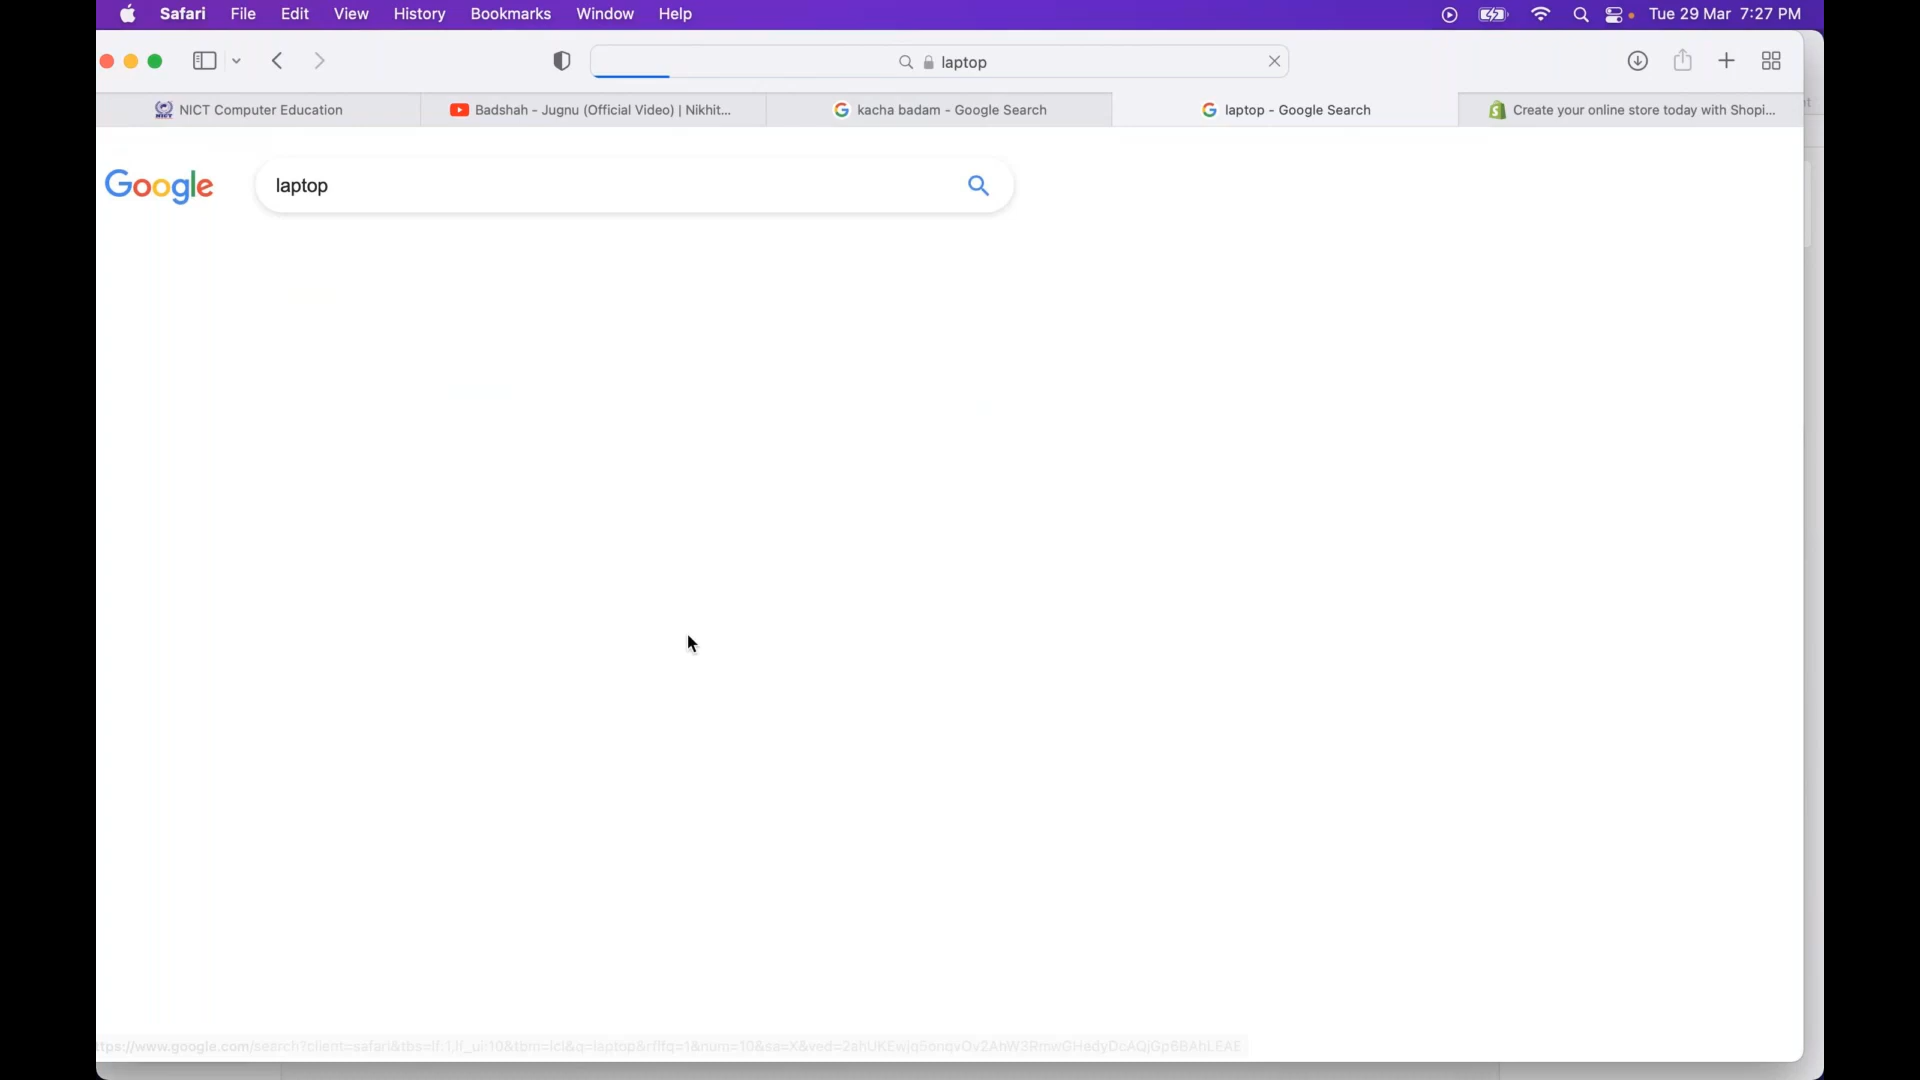 Safari File Edit View History Bookmarks Window Help Tue 29 Mar 7:27 PM
laptop
NICT Computer Education Badshah - Jugnu (Official Video) | Nikhit... kacha badam - Google Search laptop - Google Search Create your online store today with Shopi...
Google laptop